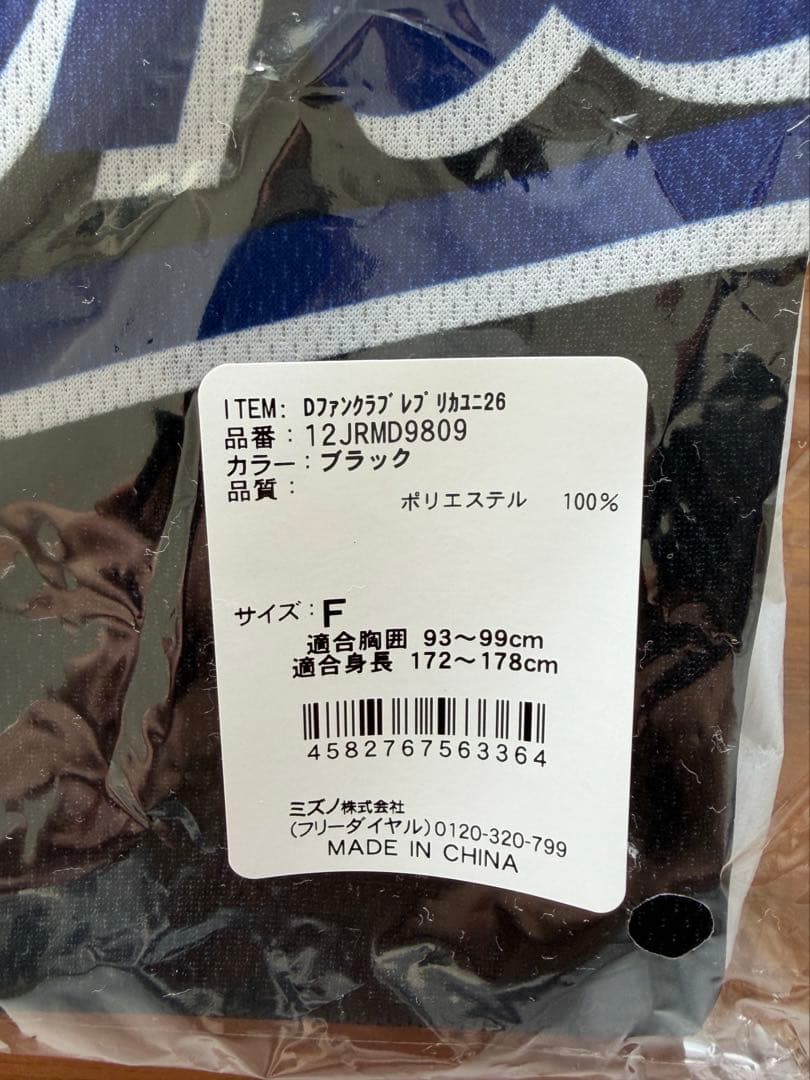 ITEM: Dファンクラブレプリカユニ26
品番：12JRMD9809
カラー：ブラック
品質：
ポリエステル 100%
サイズ：F
適合胸囲 93～99cm
適合身長 172～178cm
4582767563364
ミズノ株式会社
(フリーダイヤル)0120-320-799
MADE IN CHINA